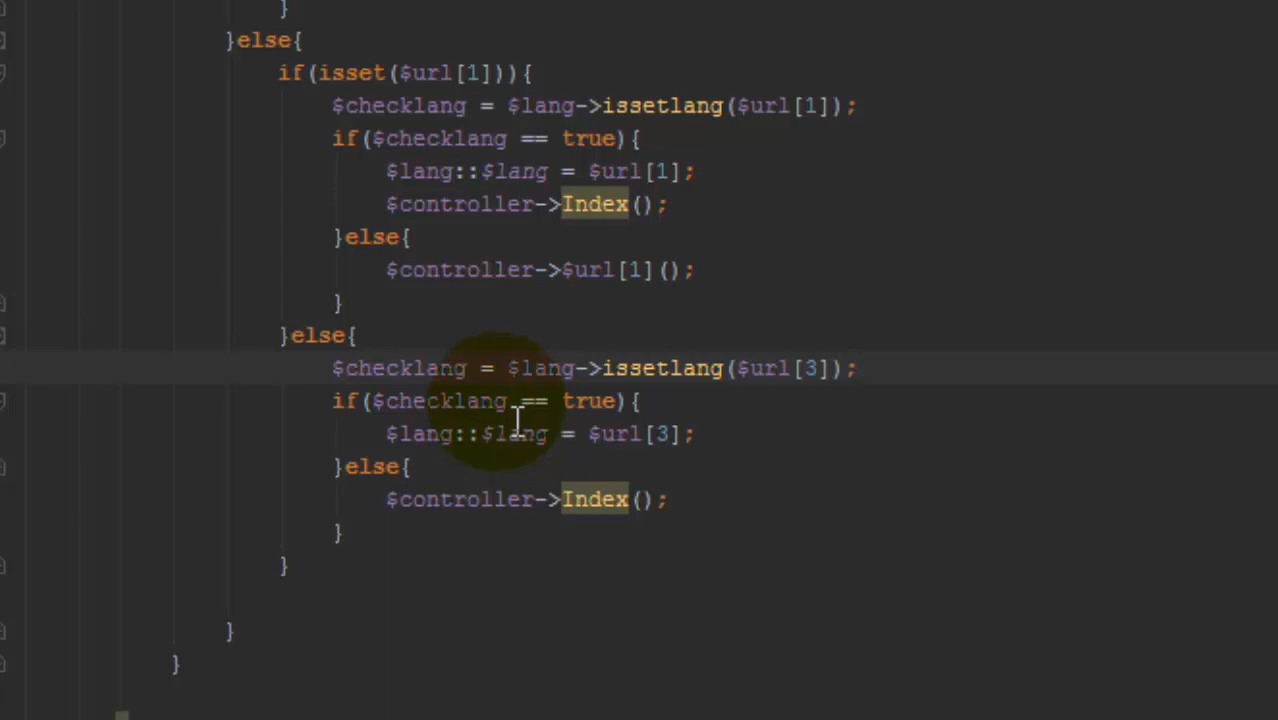 }
}else{
if(isset($url[1])){
$checklang = $lang->issetlang($url[1]);
if($checklang == true){
$lang::$lang = $url[1];
$controller->Index();
}else{
$controller->$url[1]();
}
}else{
$checklang = $lang->issetlang($url[3]);
if($checklang == true){
$lang::$lang = $url[3];
}else{
$controller->Index();
}
}
}
}